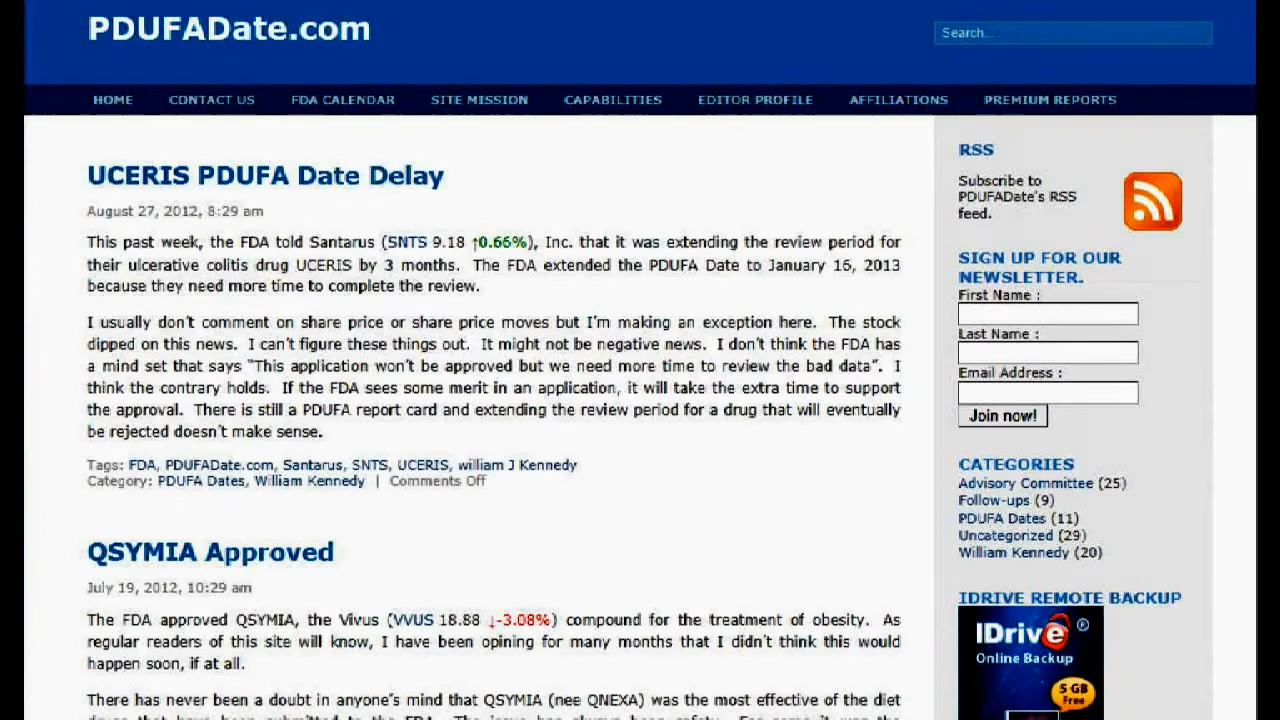 PDUFADate.com
Search...
HOME CONTACT US FDA CALENDAR SITE MISSION CAPABILITIES EDITOR PROFILE AFFILIATIONS PREMIUM REPORTS
UCERIS PDUFA Date Delay
August 27, 2012, 8:29 am
This past week, the FDA told Santarus (SNTS 9.18 ↑0.66%), Inc. that it was extending the review period for
their ulcerative colitis drug UCERIS by 3 months. The FDA extended the PDUFA Date to January 16, 2013
because they need more time to complete the review.
I usually don't comment on share price or share price moves but I'm making an exception here. The stock
dipped on this news. I can't figure these things out. It might not be negative news. I don't think the FDA has
a mind set that says “This application won't be approved but we need more time to review the bad data”. I
think the contrary holds. If the FDA sees some merit in an application, it will take the extra time to support
the approval. There is still a PDUFA report card and extending the review period for a drug that will eventually
be rejected doesn't make sense.
Tags: FDA, PDUFADate.com, Santarus, SNTS, UCERIS, william J Kennedy
Category: PDUFA Dates, William Kennedy | Comments Off
QSYMIA Approved
July 19, 2012, 10:29 am
The FDA approved QSYMIA, the Vivus (VVUS 18.88 ↓-3.08%) compound for the treatment of obesity. As
regular readers of this site will know, I have been opining for many months that I didn't think this would
happen soon, if at all.
There has never been a doubt in anyone's mind that QSYMIA (nee QNEXA) was the most effective of the diet
RSS
Subscribe to
PDUFADate's RSS
feed.
SIGN UP FOR OUR
NEWSLETTER.
First Name :
Last Name :
Email Address :
Join now!
CATEGORIES
Advisory Committee (25)
Follow-ups (9)
PDUFA Dates (11)
Uncategorized (29)
William Kennedy (20)
IDRIVE REMOTE BACKUP
IDrive ®
Online Backup
5 GB
Free